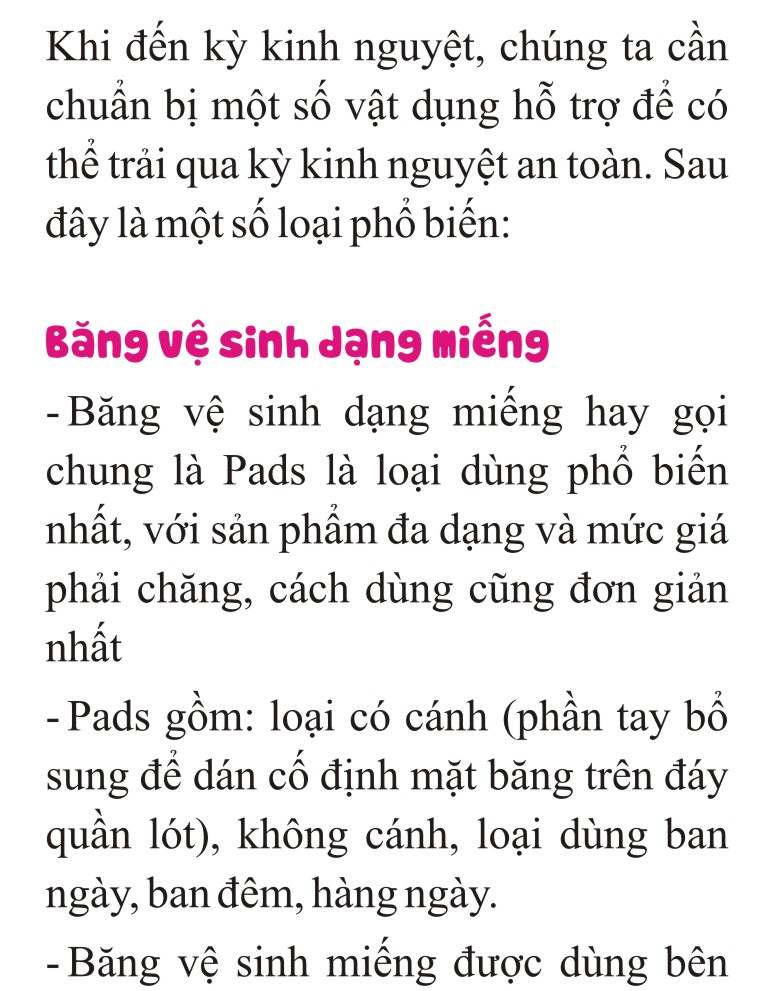 Khi đến kỳ kinh nguyệt, chúng ta cần
chuẩn bị một số vật dụng hỗ trợ để có
thể trải qua kỳ kinh nguyệt an toàn. Sau
đây là một số loại phổ biến:
Băng vệ sinh dạng miếng
- Băng vệ sinh dạng miếng hay gọi
chung là Pads là loại dùng phổ biến
nhất, với sản phẩm đa dạng và mức giá
phải chăng, cách dùng cũng đơn giản
nhất
- Pads gồm: loại có cánh (phần tay bổ
sung để dán cố định mặt băng trên đáy
quần lót), không cánh, loại dùng ban
ngày, ban đêm, hàng ngày.
- Băng vệ sinh miếng được dùng bên